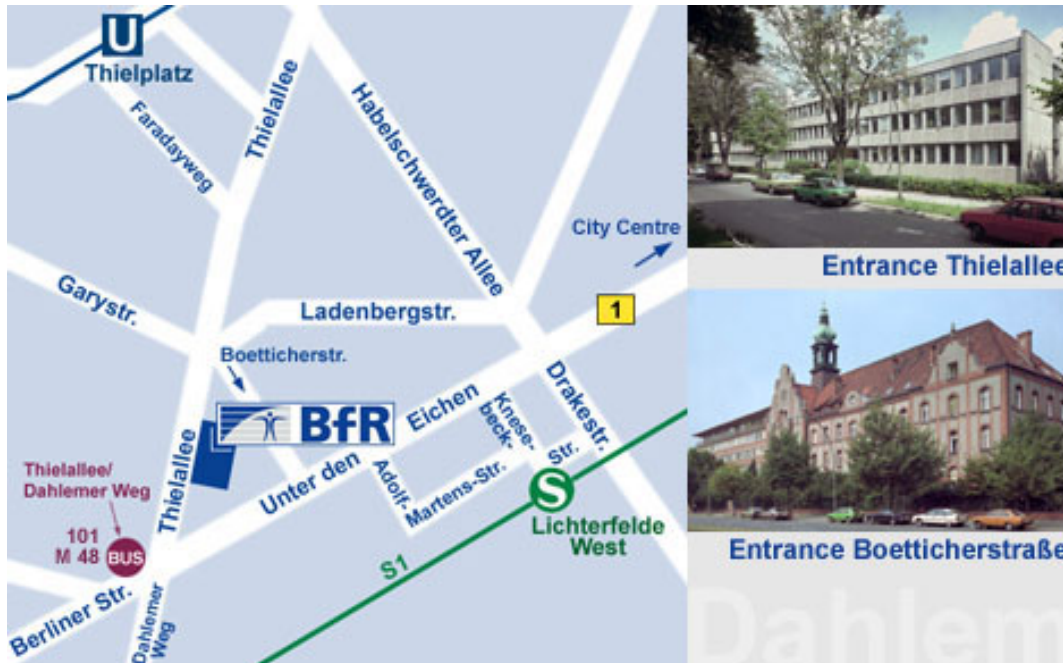 U
Thielplatz
Faradayweg
Thielallee
Habelschwerdter Allee
City Centre
Garystr.
Ladenbergstr.
1
Boetticherstr.
BfR
Eichen
Unter den
Drakestr.
Knese-
beck-
Str.
Adolf-
Martens-Str.
S
Lichterfelde
West
S1
Thielallee
Thielallee/
Dahlemer Weg
101
M 48
BUS
Berliner Str.
Dahlemer
Weg
Entrance Thielallee
Entrance Boetticherstraße
Dahlem